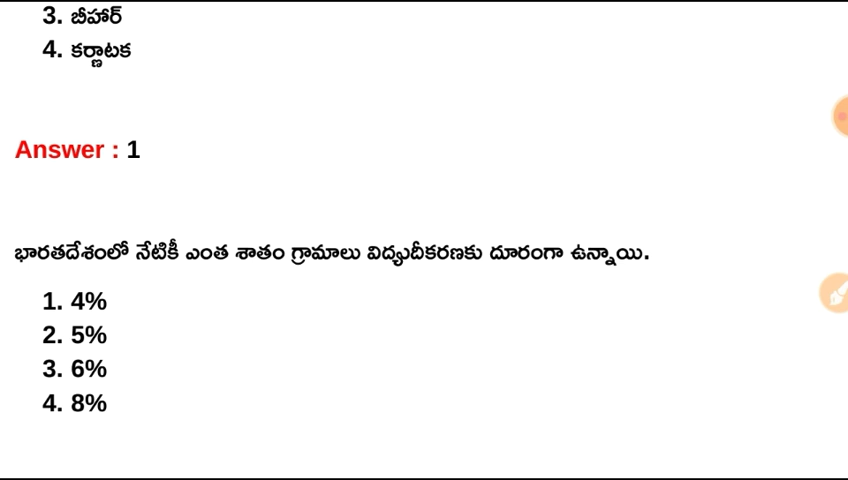 3. బీహార్
4. కర్ణాటక
Answer : 1
భారతదేశంలో నేటికీ ఎంత శాతం గ్రామాలు విద్యుదీకరణకు దూరంగా ఉన్నాయి.
1. 4%
2. 5%
3. 6%
4. 8%